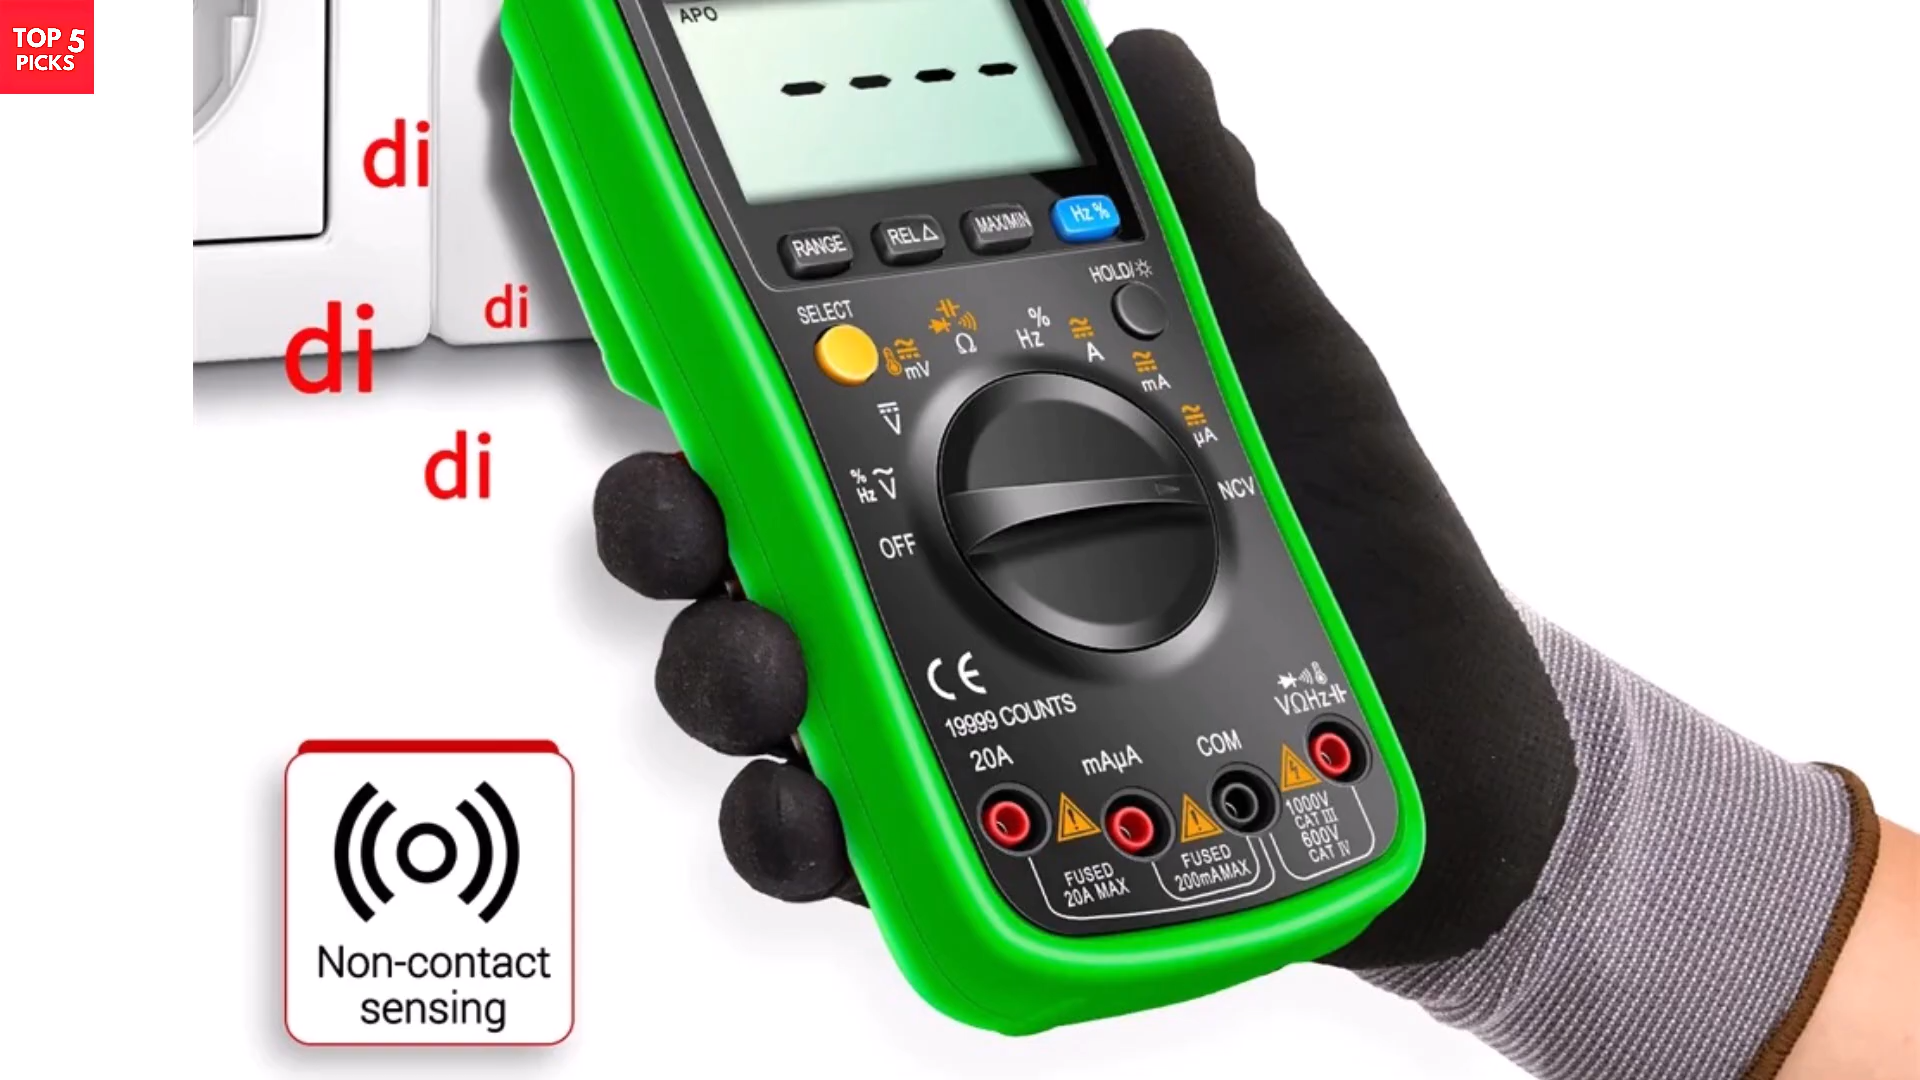 TOP 5
PICKS
APO
di
di
di
di
RANGE
REL△
MAX/MIN
Hz %
HOLD/
SELECT
mV
Ω
%
Hz
A
mA
μA
V
%
Hz V
NCV
OFF
CE
19999 COUNTS
20A
mAμA
COM
VΩHz
FUSED
20A MAX
FUSED
200mAMAX
1000V
CAT III
600V
CAT IV
Non-contact
sensing